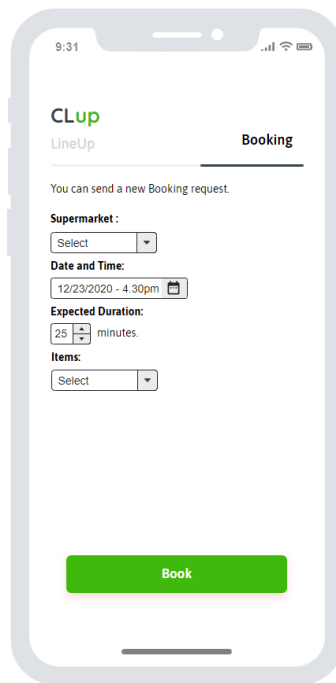 9:31
CLup
LineUp
Booking
You can send a new Booking request.
Supermarket :
Select
Date and Time:
12/23/2020 - 4.30pm
Expected Duration:
25 minutes.
Items:
Select
Book